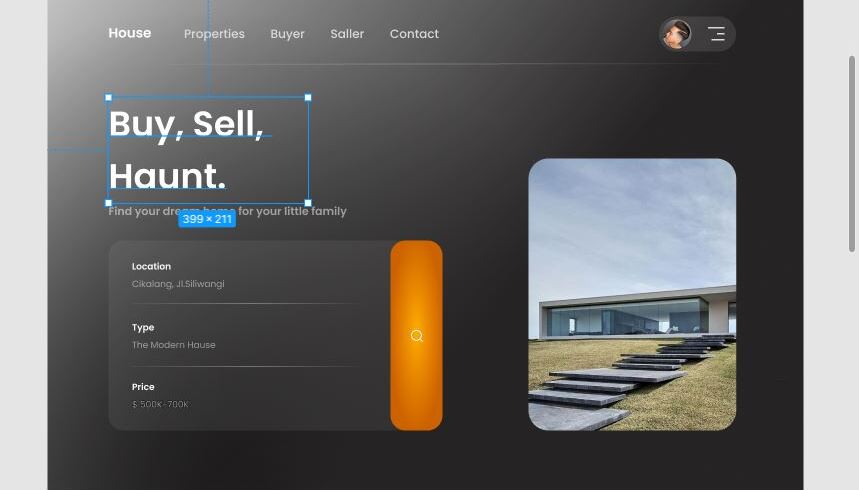 House Properties Buyer Saller Contact
Buy, Sell,
Haunt.
Find your dream home for your little family
399 × 211
Location
Cikalang, Jl.Siliwangi
Type
The Modern Hause
Price
$ 500K-700K